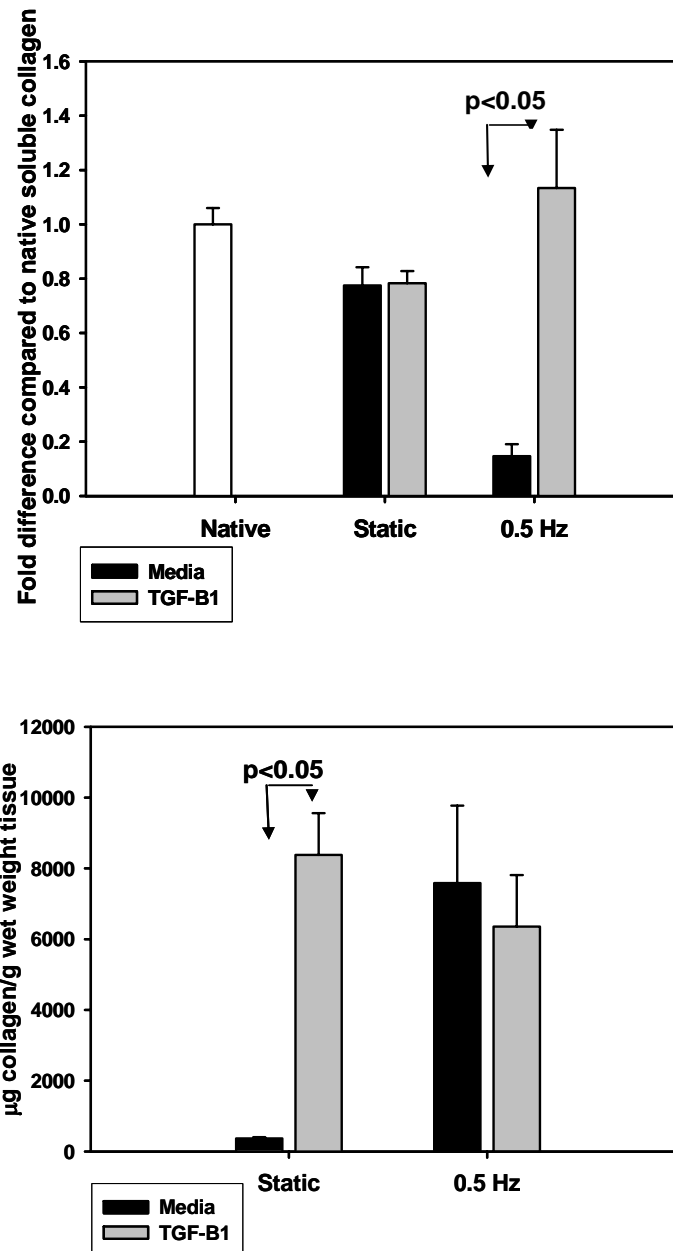 Fold difference compared to native soluble collagen
1.6
1.4
1.2
1.0
0.8
0.6
0.4
0.2
0.0
p<0.05
Native Static 0.5 Hz
Media
TGF-B1
µg collagen/g wet weight tissue
12000
10000
8000
6000
4000
2000
0
p<0.05
Static 0.5 Hz
Media
TGF-B1